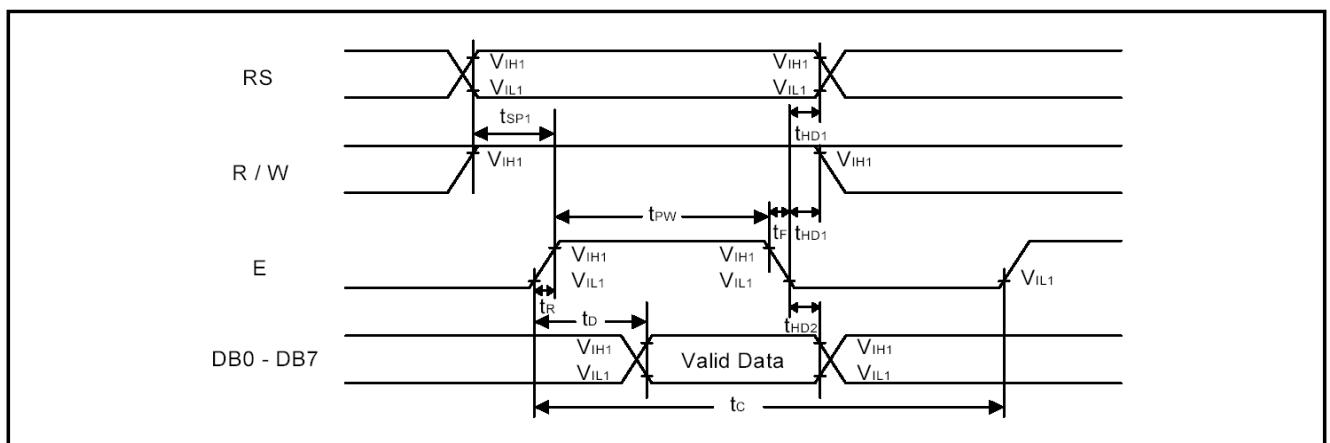 RS
VIH1
VIL1
VIH1
VIL1
tSP1
tHD1
R / W
VIH1
VIH1
tPW
tF
tHD1
E
VIH1
VIL1
VIH1
VIL1
VIL1
tR
tD
tHD2
DB0 - DB7
VIH1
VIL1
Valid Data
VIH1
VIL1
tC